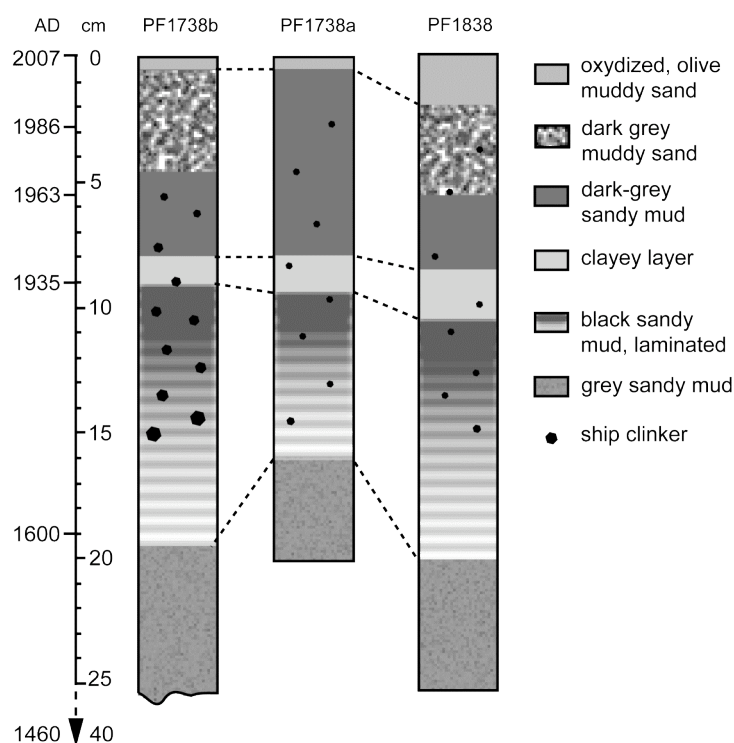 AD cm PF1738b PF1738a PF1838
2007 0
oxydized, olive
muddy sand
1986
dark grey
muddy sand
5
1963
dark-grey
sandy mud
clayey layer
1935
10
black sandy
mud, laminated
grey sandy mud
15
ship clinker
1600
20
25
1460 40